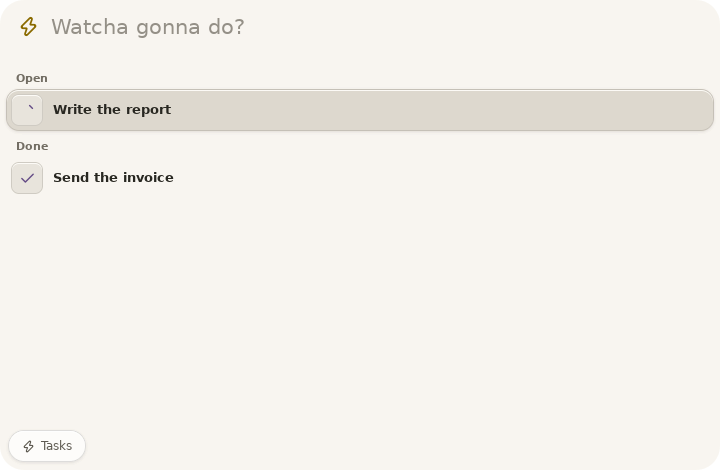 Watcha gonna do?
Open
Write the report
Done
Send the invoice
Tasks